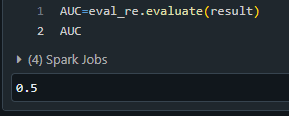 1 AUC=eval_re.evaluate(result)
2 AUC
(4) Spark Jobs
0.5